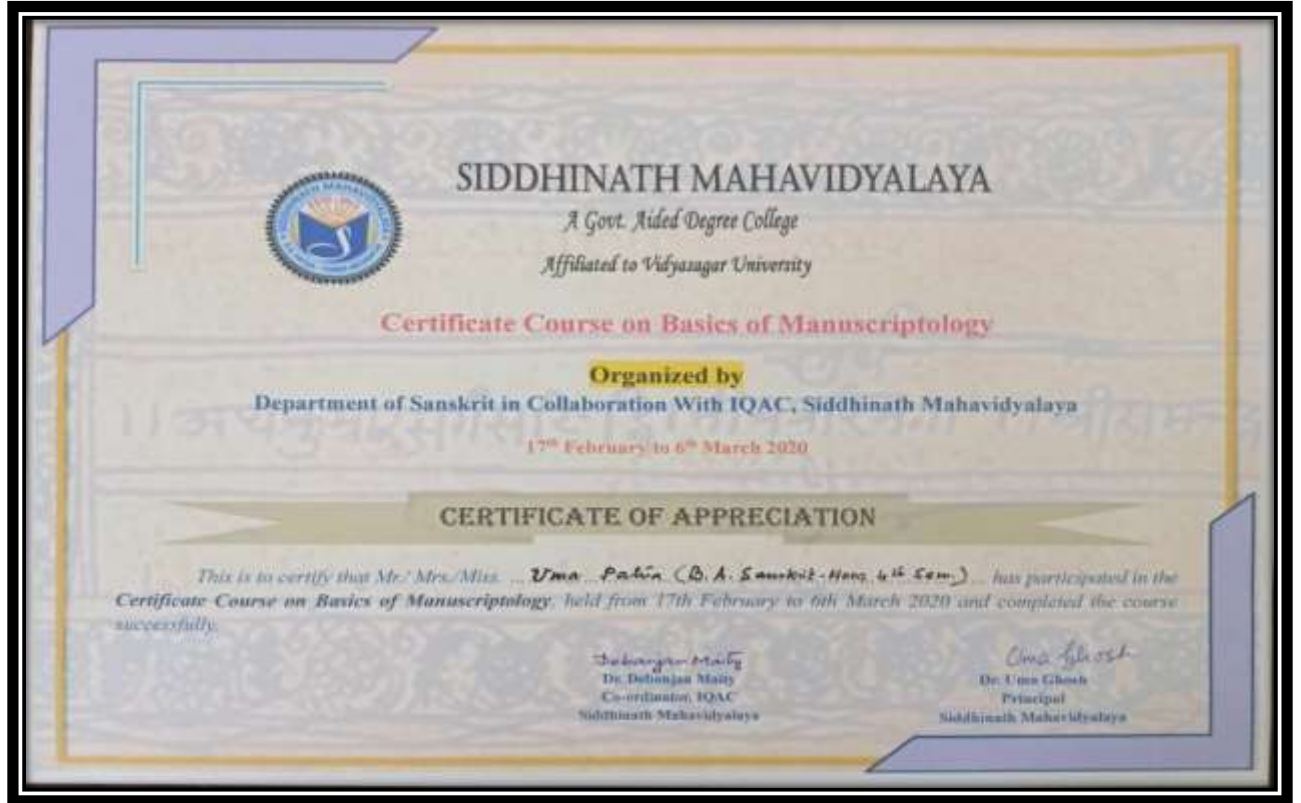 SIDDHINATH MAHAVIDYALAYA
A Govt. Aided Degree College
Affiliated to Vidyasagar University
Certificate Course on Basics of Manuscriptology
Organized by
Department of Sanskrit in Collaboration With IQAC, Siddhinath Mahavidyalaya
17th February to 6th March 2020
CERTIFICATE OF APPRECIATION
This is to certify that Mr./ Mrs./Miss. ... Uma (B.A. Sanskrit-Hons 4th Sem.) ... has participated in the
Certificate Course on Basics of Manuscriptology, held from 17th February to 6th March 2020 and completed the course
successfully.
Debanjan Maity
Dr. Debanjan Maity
Co-ordinator, IQAC
Siddhinath Mahavidyalaya
Uma Ghosh
Dr. Uma Ghosh
Principal
Siddhinath Mahavidyalaya